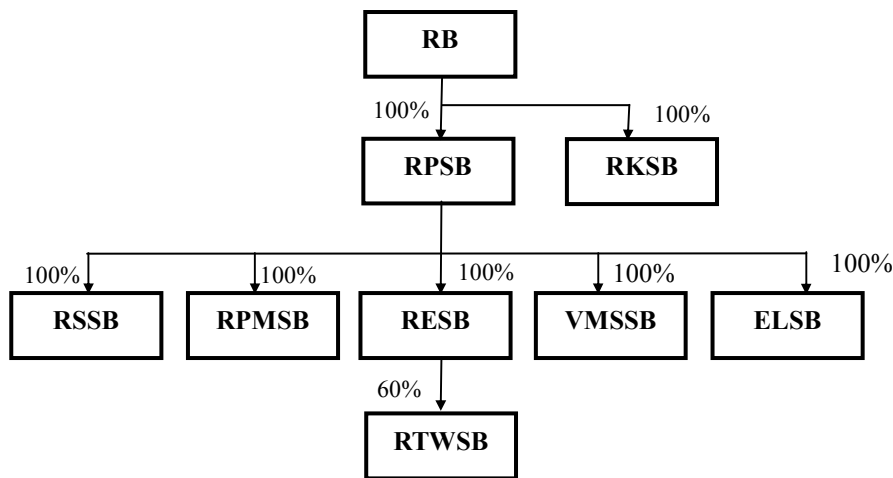 RB
100%
100%
RPSB
RKSB
100%
100%
100%
100%
100%
RSSB
RPMSB
RESB
VMSSB
ELSB
60%
RTWSB